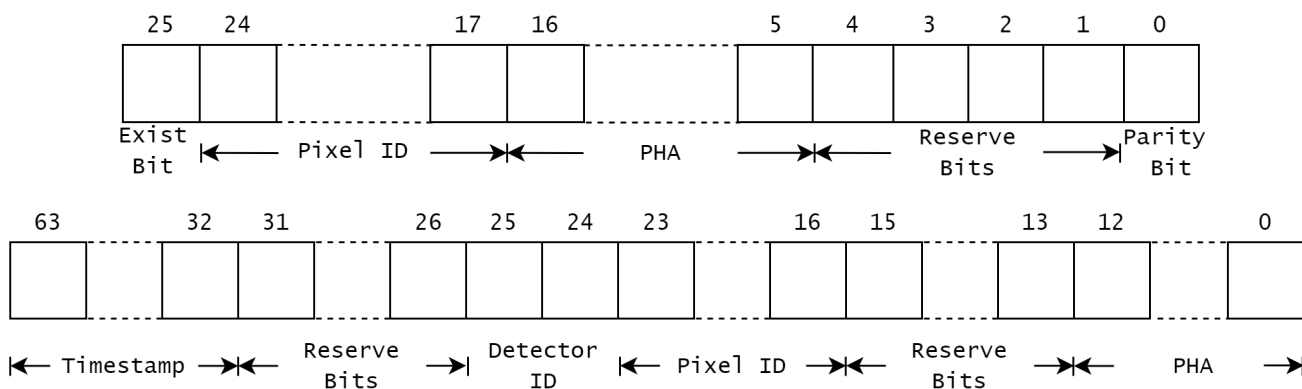 25 24 17 16 5 4 3 2 1 0
Exist
Bit
Pixel ID
PHA
Reserve
Bits
Parity
Bit
63 32 31 26 25 24 23 16 15 13 12 0
Timestamp
Reserve
Bits
Detector
ID
Pixel ID
Reserve
Bits
PHA